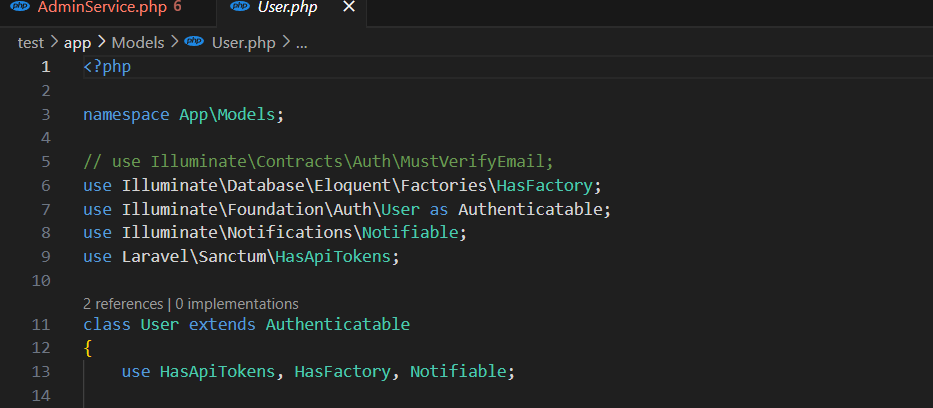 php AdminService.php 6 php User.php ×
test > app > Models > php User.php > ...
1 <?php
2
3 namespace App\Models;
4
5 // use Illuminate\Contracts\Auth\MustVerifyEmail;
6 use Illuminate\Database\Eloquent\Factories\HasFactory;
7 use Illuminate\Foundation\Auth\User as Authenticatable;
8 use Illuminate\Notifications\Notifiable;
9 use Laravel\Sanctum\HasApiTokens;
10
2 references | 0 implementations
11 class User extends Authenticatable
12 {
13 use HasApiTokens, HasFactory, Notifiable;
14